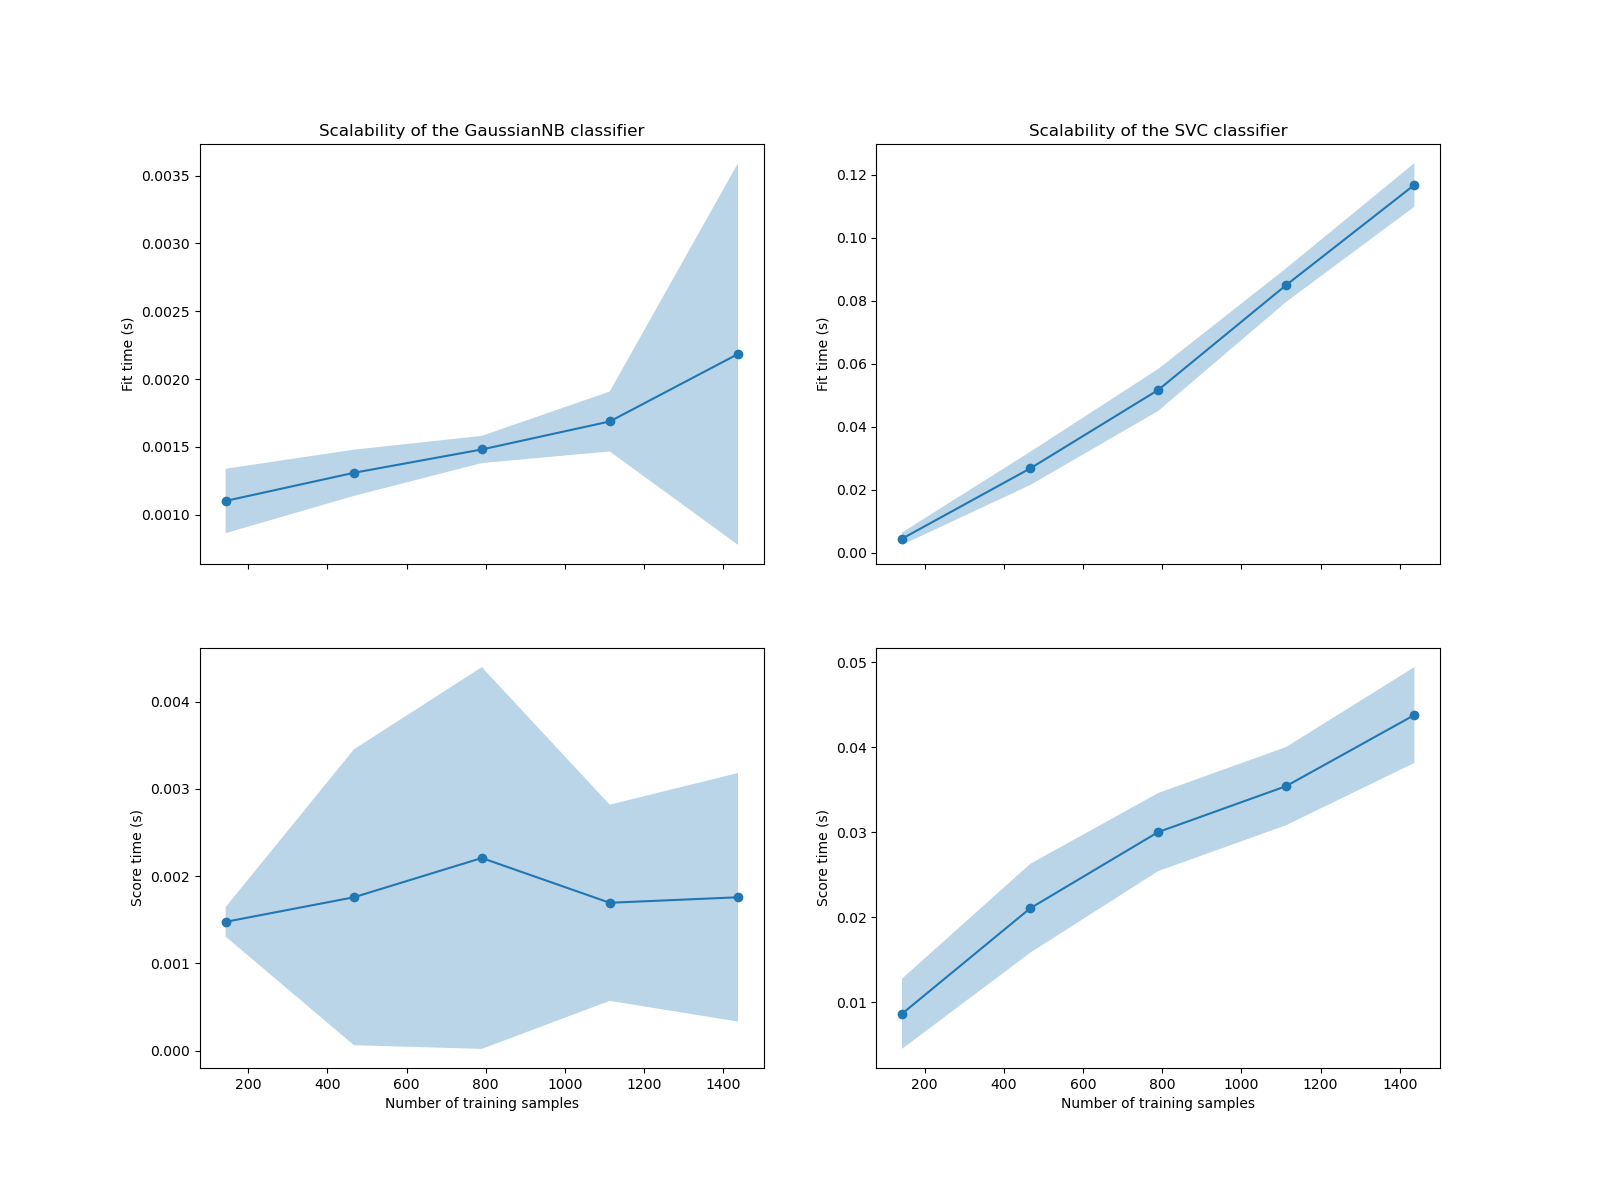 Scalability of the GaussianNB classifier
Scalability of the SVC classifier
0.0035
0.0030
0.0025
0.0020
0.0015
0.0010
Fit time (s)
0.12
0.10
0.08
0.06
0.04
0.02
0.00
Fit time (s)
0.004
0.003
0.002
0.001
0.000
Score time (s)
200 400 600 800 1000 1200 1400
Number of training samples
0.05
0.04
0.03
0.02
0.01
Score time (s)
200 400 600 800 1000 1200 1400
Number of training samples